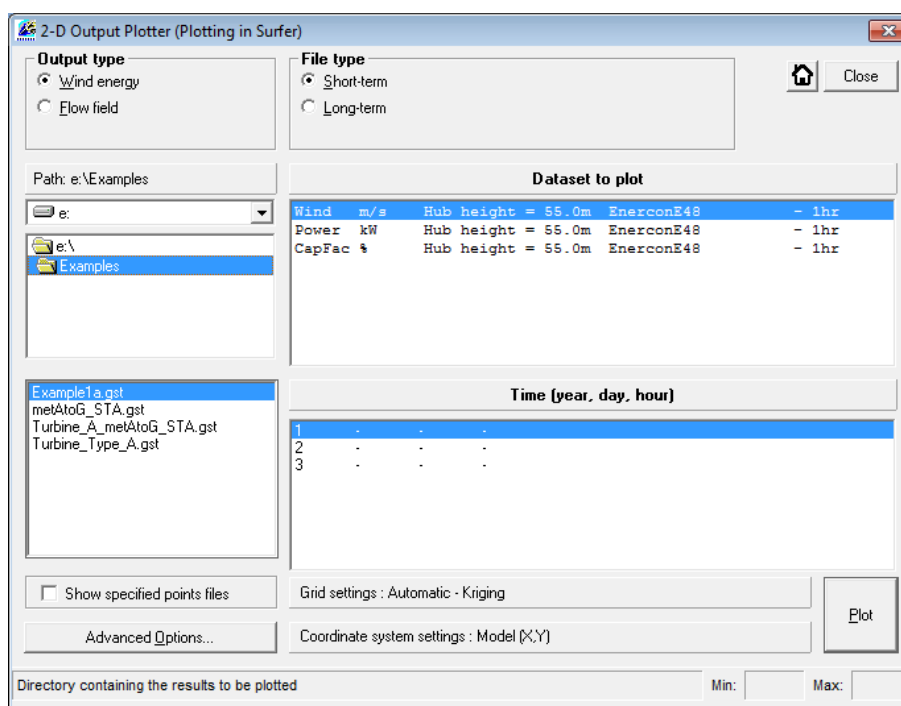 2-D Output Plotter (Plotting in Surfer)
Output type
Wind energy
Flow field
File type
Short-term
Long-term
Close
Path: e:\Examples
Dataset to plot
e:
Wind m/s Hub height = 55.0m EnerconE48 - 1hr
Power kW Hub height = 55.0m EnerconE48 - 1hr
CapFac % Hub height = 55.0m EnerconE48 - 1hr
e:\
Examples
Example1a.gst
metAtoG_STA.gst
Turbine_A_metAtoG_STA.gst
Turbine_Type_A.gst
Time (year, day, hour)
1 - - -
2 - - -
3 - - -
Show specified points files
Grid settings : Automatic - Kriging
Plot
Advanced Options...
Coordinate system settings : Model (X,Y)
Directory containing the results to be plotted
Min:
Max: